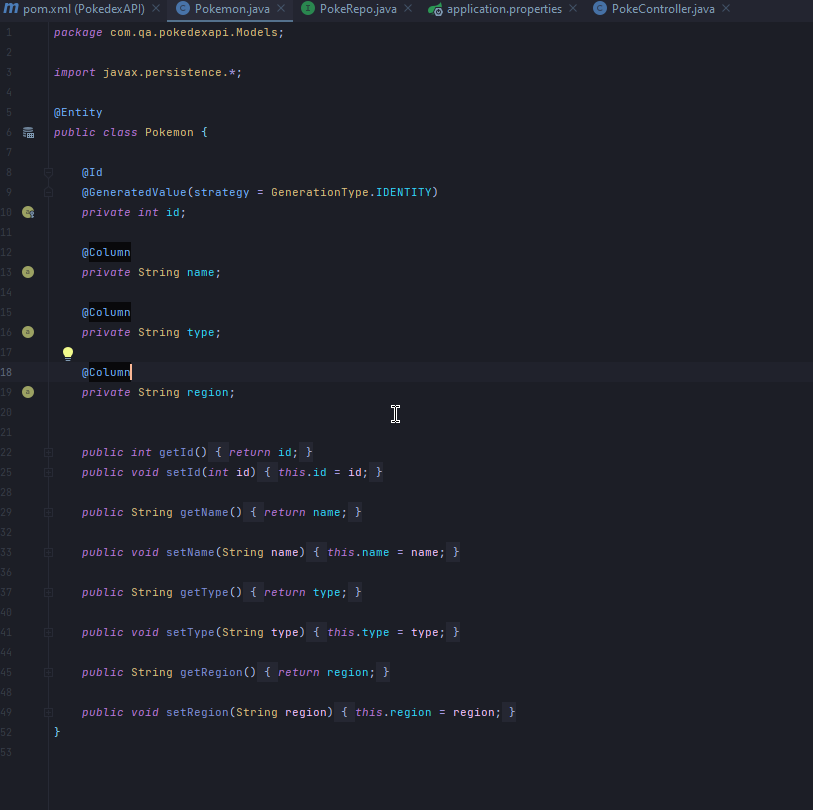 pom.xml (PokedexAPI) Pokemon.java PokeRepo.java application.properties PokeController.java
1 package com.qa.pokedexapi.Models;
2
3 import javax.persistence.*;
4
5 @Entity
6 public class Pokemon {
7
8 @Id
9 @GeneratedValue(strategy = GenerationType.IDENTITY)
10 private int id;
11
12 @Column
13 private String name;
14
15 @Column
16 private String type;
17
18 @Column
19 private String region;
20
21
22 public int getId() { return id; }
25 public void setId(int id) { this.id = id; }
28
29 public String getName() { return name; }
32
33 public void setName(String name) { this.name = name; }
36
37 public String getType() { return type; }
40
41 public void setType(String type) { this.type = type; }
44
45 public String getRegion() { return region; }
48
49 public void setRegion(String region) { this.region = region; }
52 }
53